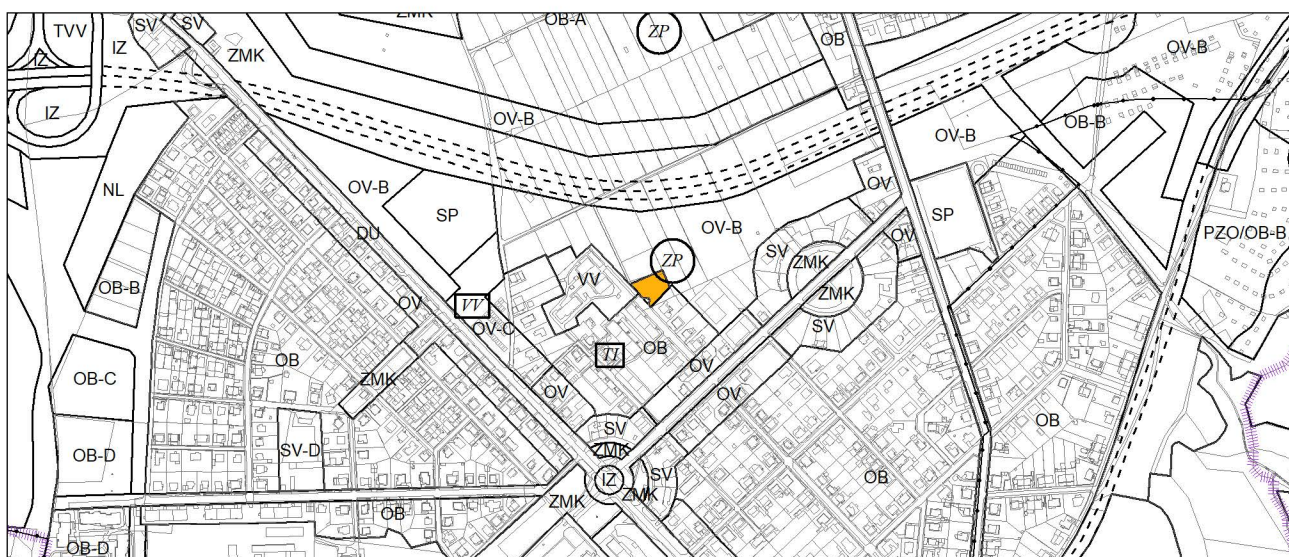 TVV
SV
SV
ZMK
OB-A
ZP
OB
OV-B
IZ
IZ
ZMK
IZ
OV-B
OV-B
OB-B
NL
OV-B
SP
OV-B
OV
SP
DU
SV
ZMK
OV
PZO/OB-B
ZP
VV
OB-B
OV
VV
ZMK
OV-C
SV
OB
TI
OB
OV
OB-C
ZMK
OV
OV
SV
OB
SV-D
ZMK
OB-D
SV
OB
IZ
ZMK
ZMK
OB
OB-D